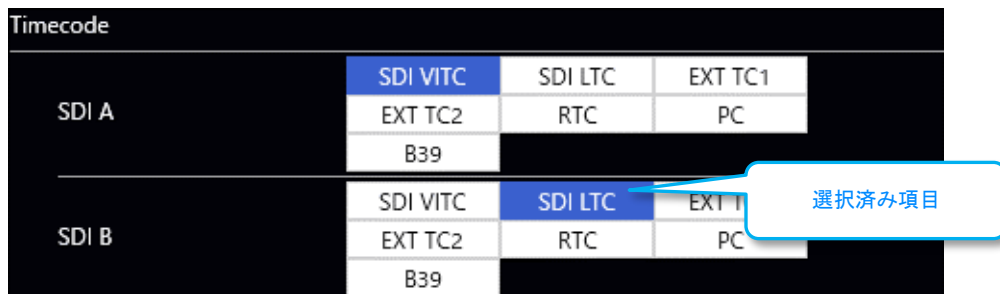 Timecode
SDI VITC SDI LTC EXT TC1
SDI A EXT TC2 RTC PC
B39
SDI VITC SDI LTC EXT 選択済み項目
SDI B EXT TC2 RTC PC
B39